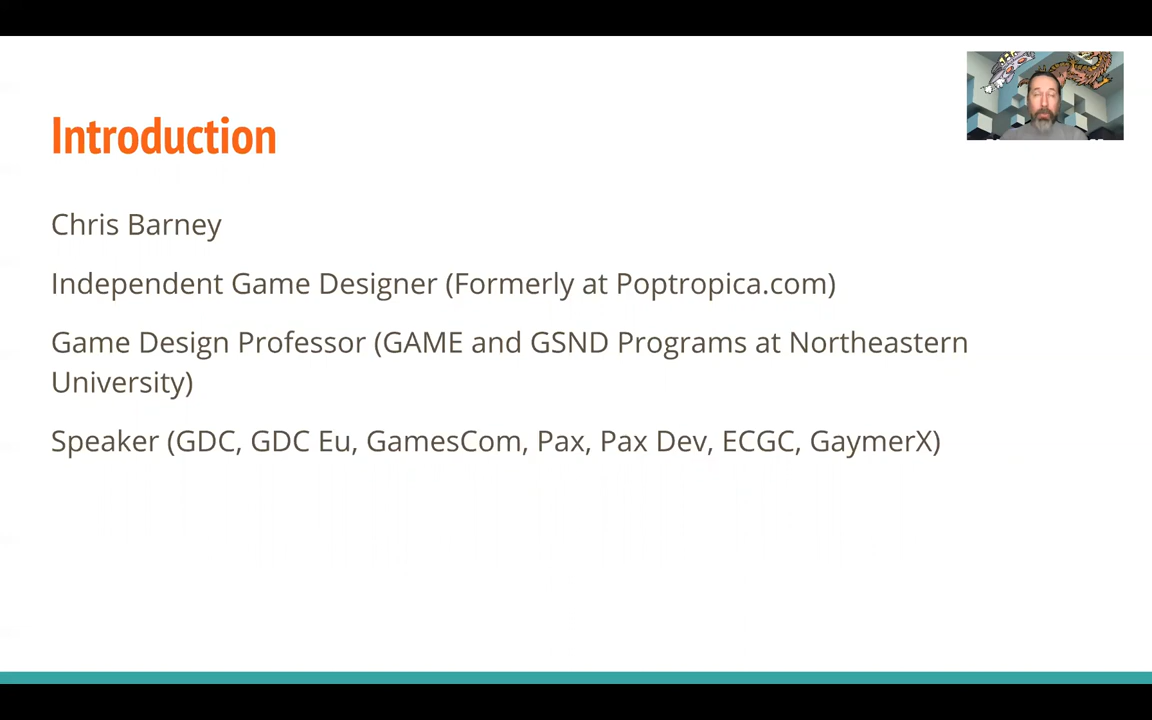 Introduction
Chris Barney
Independent Game Designer (Formerly at Poptropica.com)
Game Design Professor (GAME and GSND Programs at Northeastern
University)
Speaker (GDC, GDC Eu, GamesCom, Pax, Pax Dev, ECGC, GaymerX)